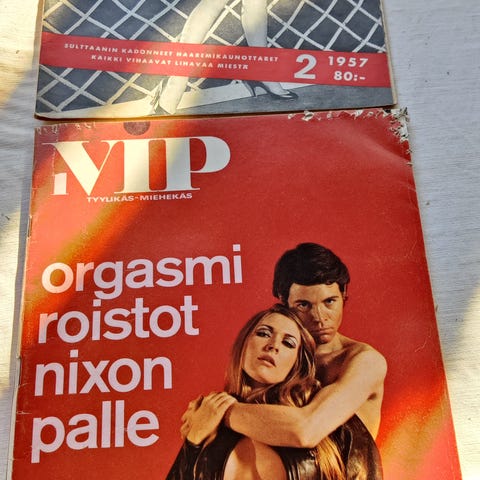 SULTTAANIN KADONNEET HAAREMIKAUNOTTARET
KAIKKI VIHAAVAT LIHAVAA MIESTÄ
2 1957
80:-
VIP
TYYLIKÄS-MIEHEKÄS
orgasmi
roistot
nixon
palle